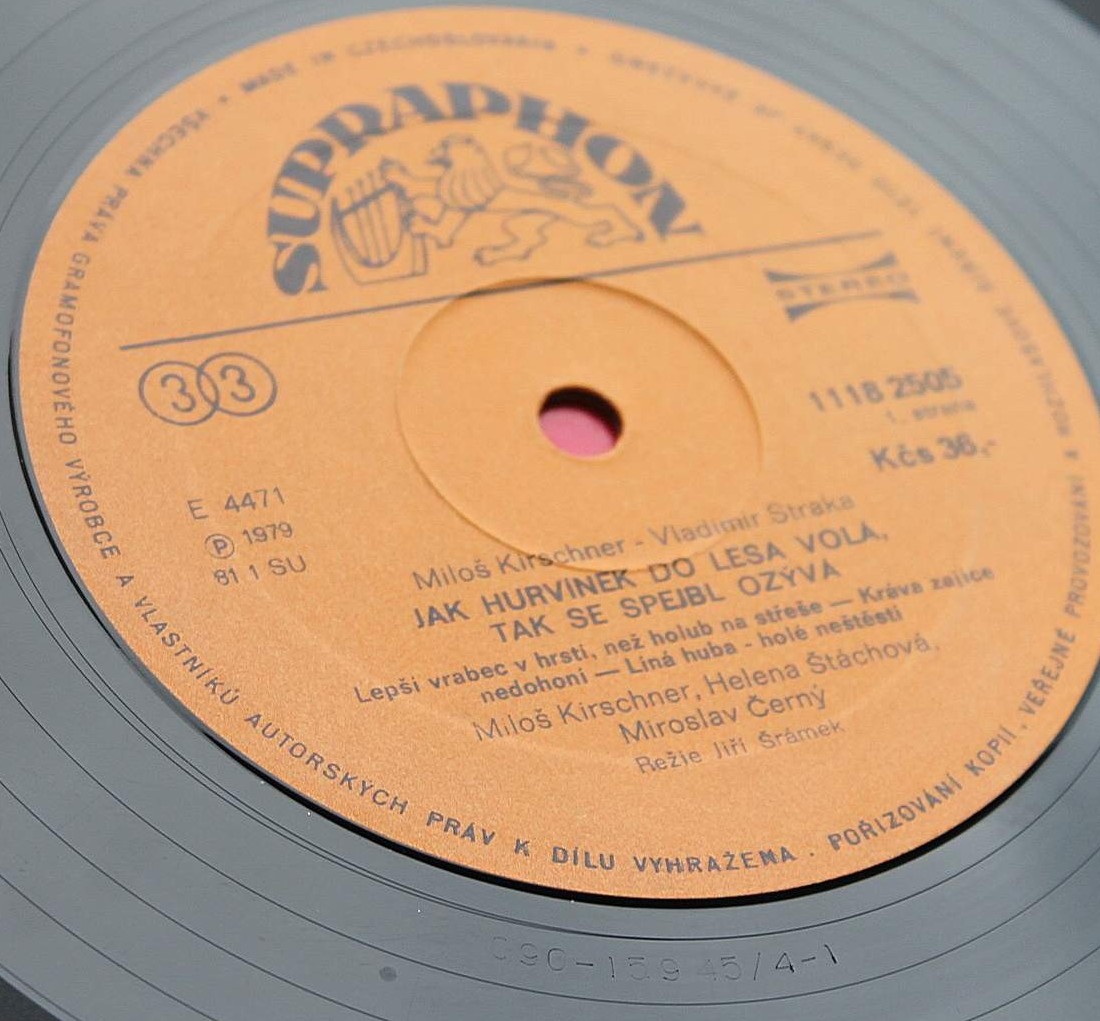 SUPRAPHON
STEREO
33
1118 2505
1. strana
Kčs 36,-
E 4471
Ⓟ 1979
81 1 SU
Miloš Kirschner - Vladimír Straka
JAK HURVÍNEK DO LESA VOLÁ,
TAK SE SPEJBL OZÝVÁ
Lepší vrabec v hrsti, než holub na střeše — Kráva zajíce
nedohoní — Líná huba - holé neštěstí
Miloš Kirschner, Helena Štáchová,
Miroslav Černý
Režie Jiří Šrámek
MADE IN CZECHOSLOVAKIA • VŠECHNA PRÁVA GRAMOFONOVÉHO VÝROBCE A VLASTNÍKŮ AUTORSKÝCH PRÁV K DÍLU VYHRAŽENA . POŘIZOVÁNÍ KOPIÍ, VEŘEJNÉ PROVOZOVÁNÍ A ROZHLASOVÉ